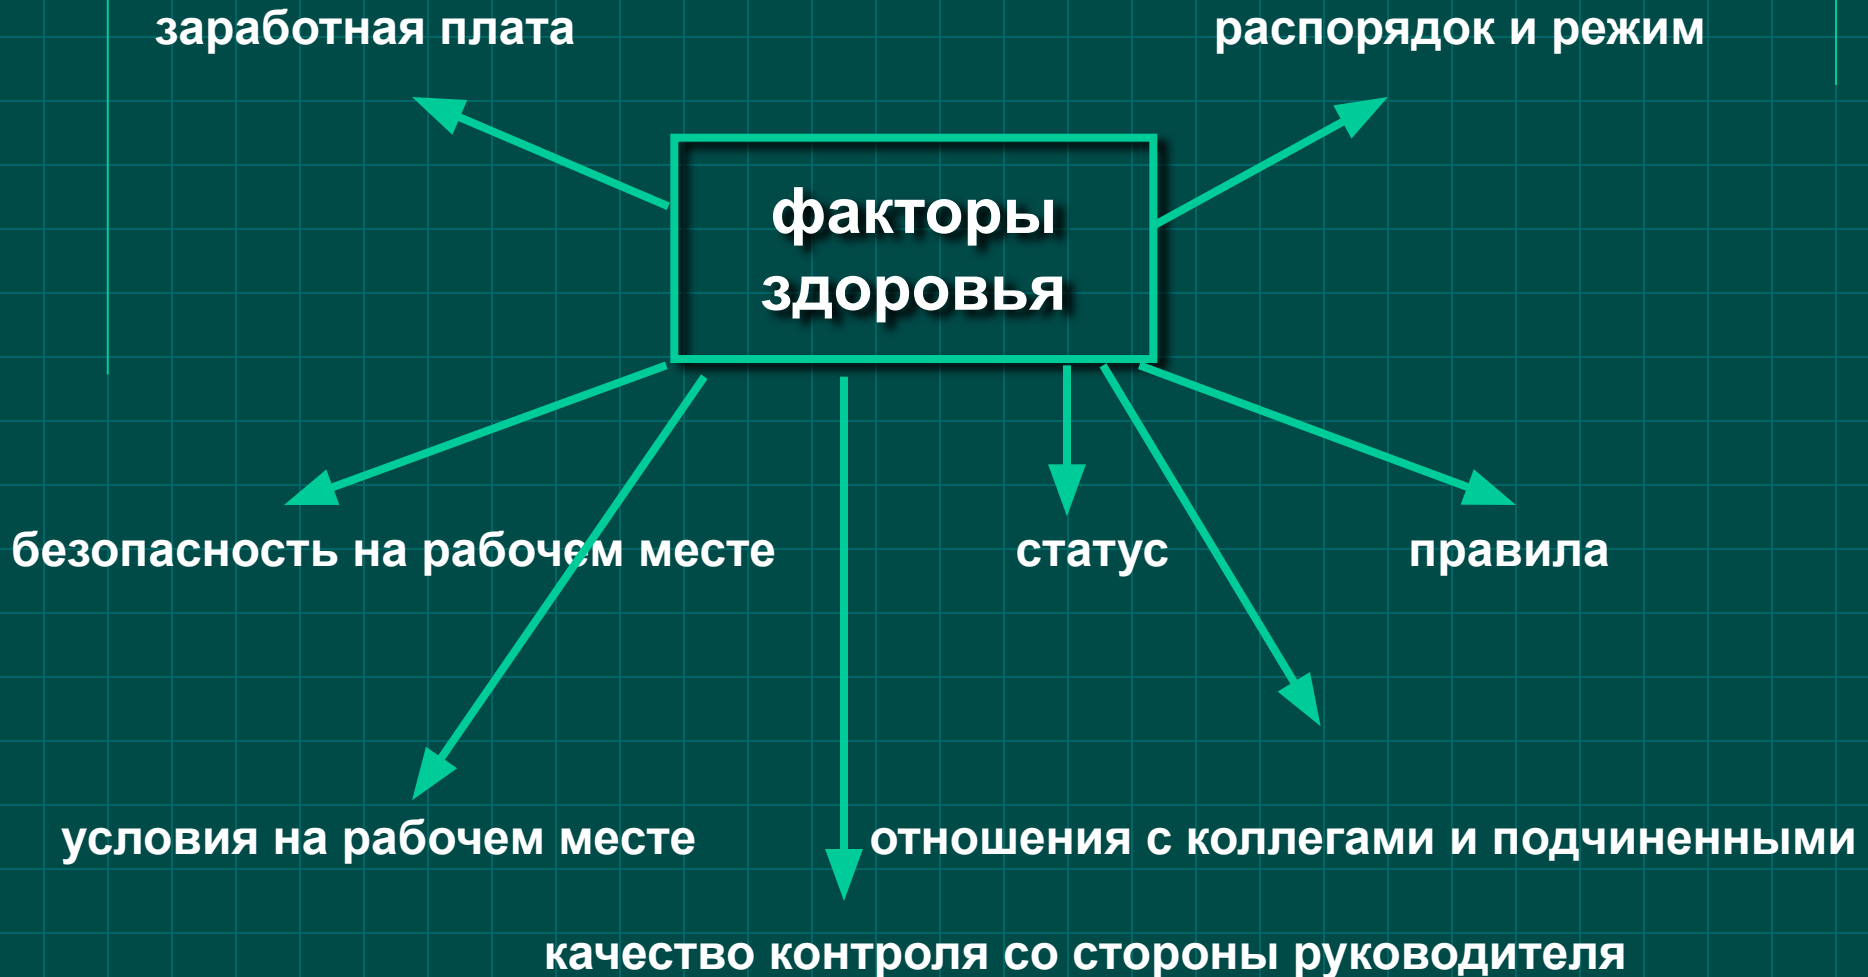 заработная плата
распорядок и режим
факторы
здоровья
безопасность на рабочем месте
статус
правила
условия на рабочем месте
отношения с коллегами и подчиненными
качество контроля со стороны руководителя